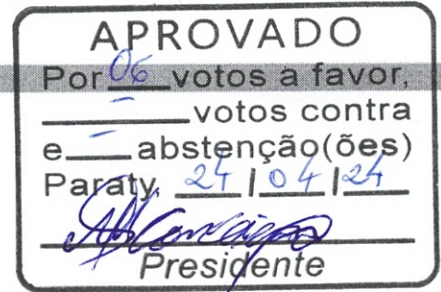 APROVADO
Por 06 votos a favor,
- votos contra
e - abstenção(ões)
Paraty, 24 / 04 / 24
Presidente